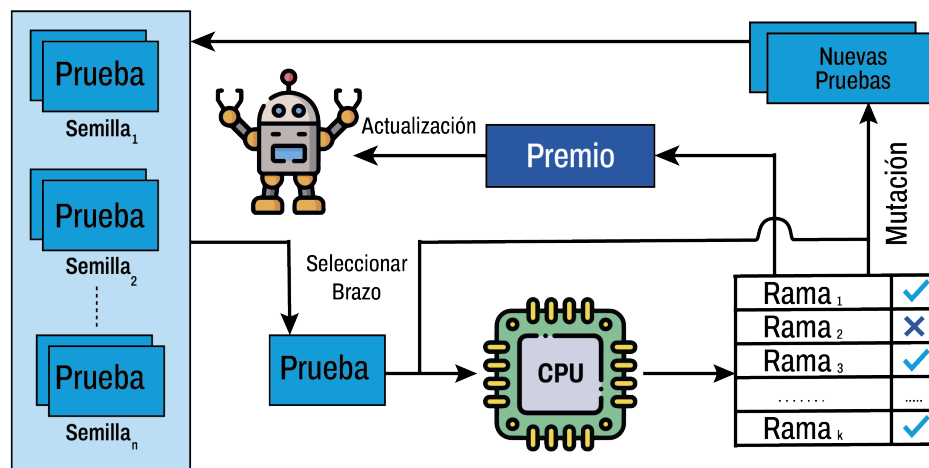 Prueba
Semilla1
Prueba
Semilla2
Prueba
Semillan
Nuevas
Pruebas
Actualización
Premio
Mutación
Seleccionar
Brazo
Prueba
CPU
Rama 1
Rama 2
Rama 3
....... .....
Rama k